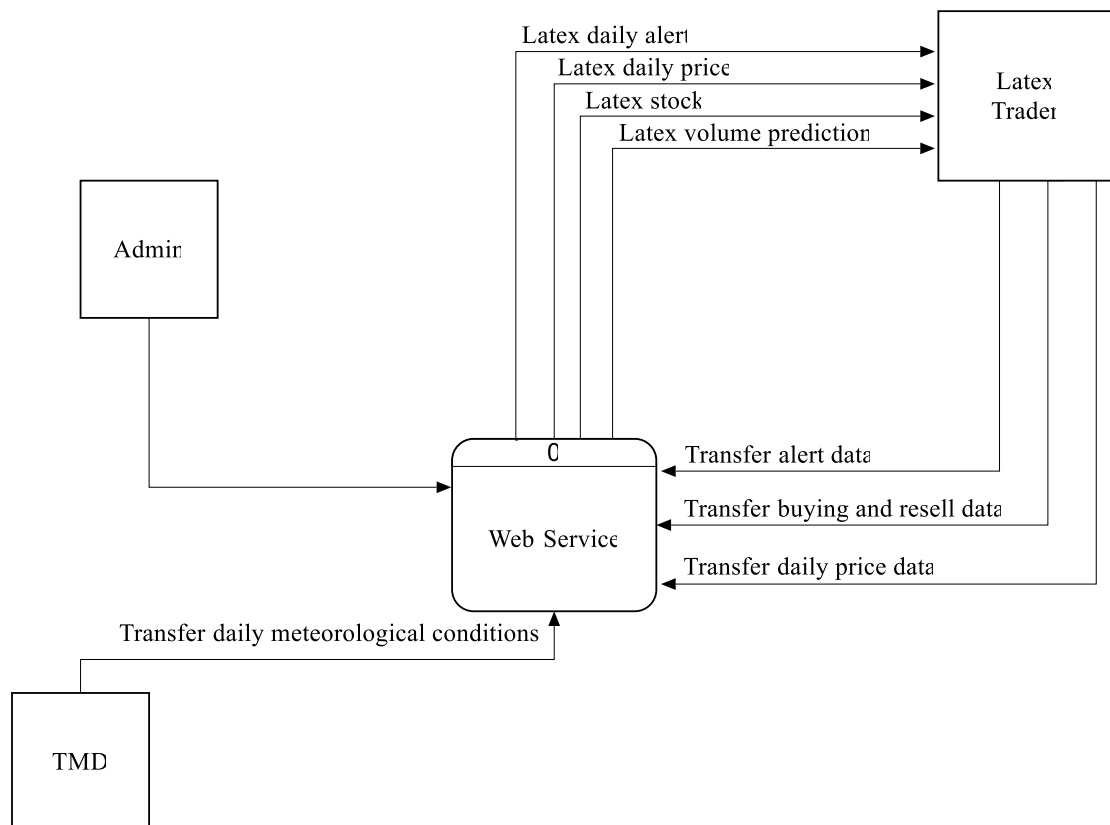 Latex daily alert
Latex daily price
Latex stock
Latex volume prediction
Latex
Trader
Admin
0
Web Service
Transfer alert data
Transfer buying and resell data
Transfer daily price data
Transfer daily meteorological conditions
TMD